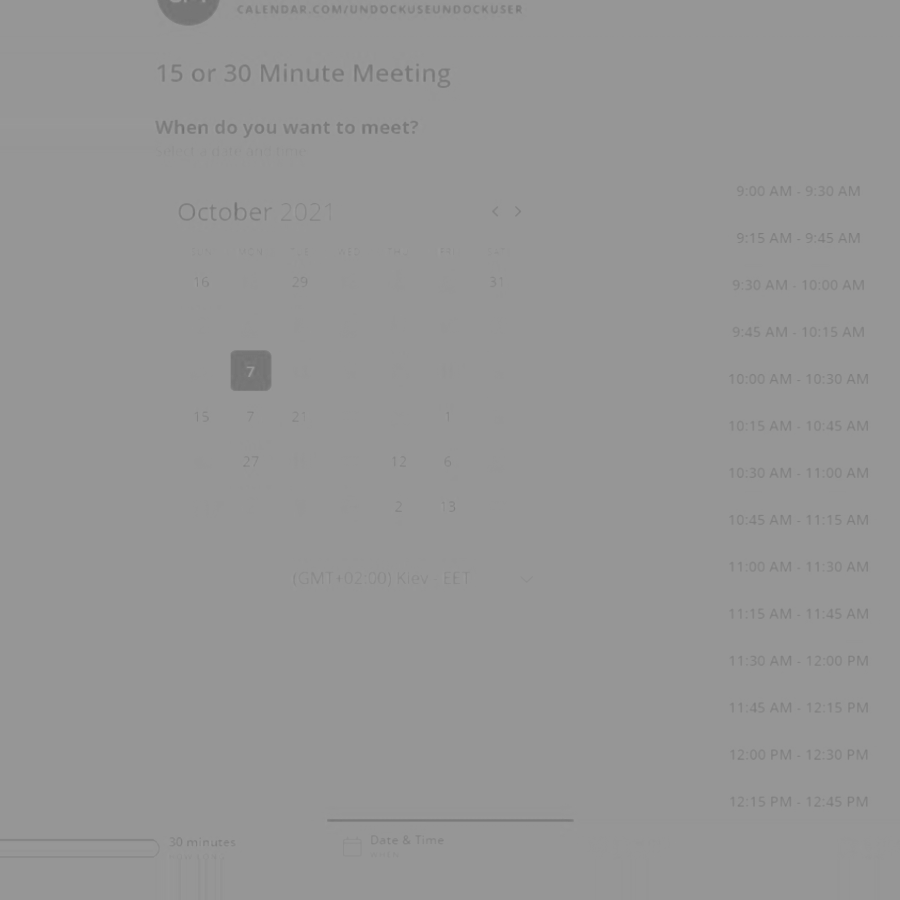 CALENDAR.COM/UNDOCKUSEUNDOCKUSER
15 or 30 Minute Meeting
When do you want to meet?
select a date and time
October 2021
SUN MON TUE WED THU FRI SAT
16 29 31
7
15 7 21 1
27 12 6
2 13
(GMT+02:00) Kiev - EET
9:00 AM - 9:30 AM
9:15 AM - 9:45 AM
9:30 AM - 10:00 AM
9:45 AM - 10:15 AM
10:00 AM - 10:30 AM
10:15 AM - 10:45 AM
10:30 AM - 11:00 AM
10:45 AM - 11:15 AM
11:00 AM - 11:30 AM
11:15 AM - 11:45 AM
11:30 AM - 12:00 PM
11:45 AM - 12:15 PM
12:00 PM - 12:30 PM
12:15 PM - 12:45 PM
30 minutes
Date & Time